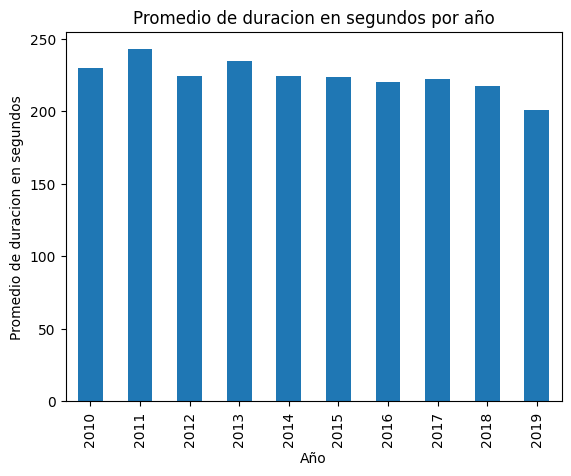 Promedio de duracion en segundos por año
Promedio de duracion en segundos
250
200
150
100
50
0
2010 2011 2012 2013 2014 2015 2016 2017 2018 2019
Año